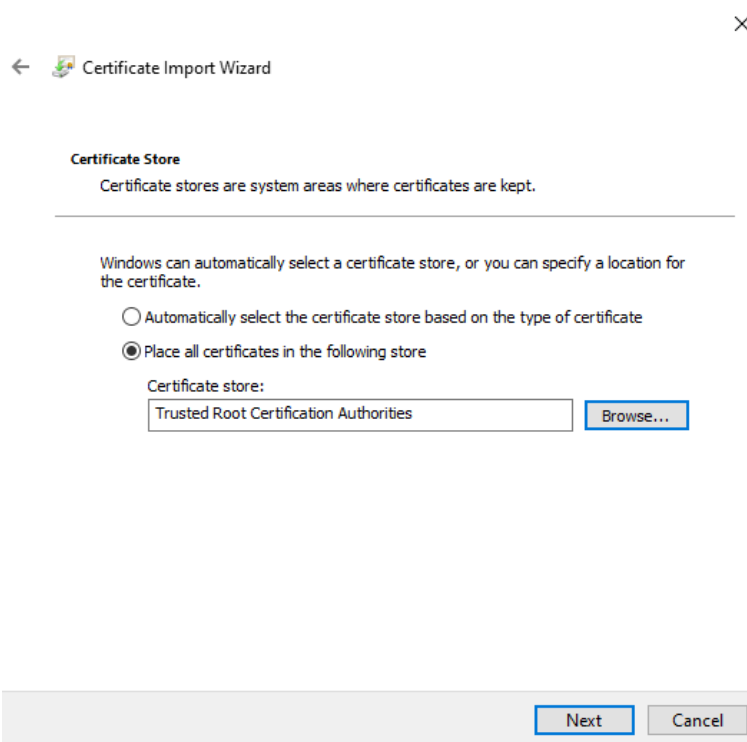 Certificate Import Wizard
Certificate Store
Certificate stores are system areas where certificates are kept.
Windows can automatically select a certificate store, or you can specify a location for
the certificate.
Automatically select the certificate store based on the type of certificate
Place all certificates in the following store
Certificate store:
Trusted Root Certification Authorities
Browse...
Next
Cancel